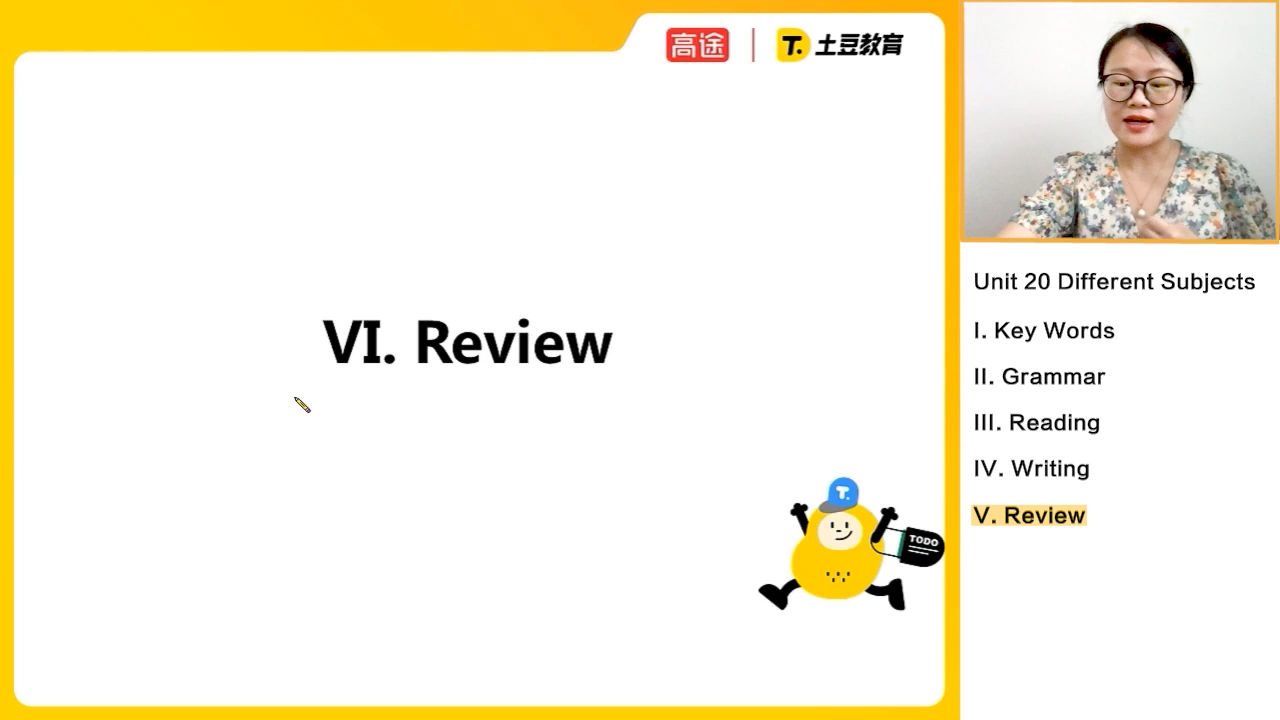 高途 T. 土豆教育
VI. Review
T.
TODO
Unit 20 Different Subjects
I. Key Words
II. Grammar
III. Reading
IV. Writing
V. Review